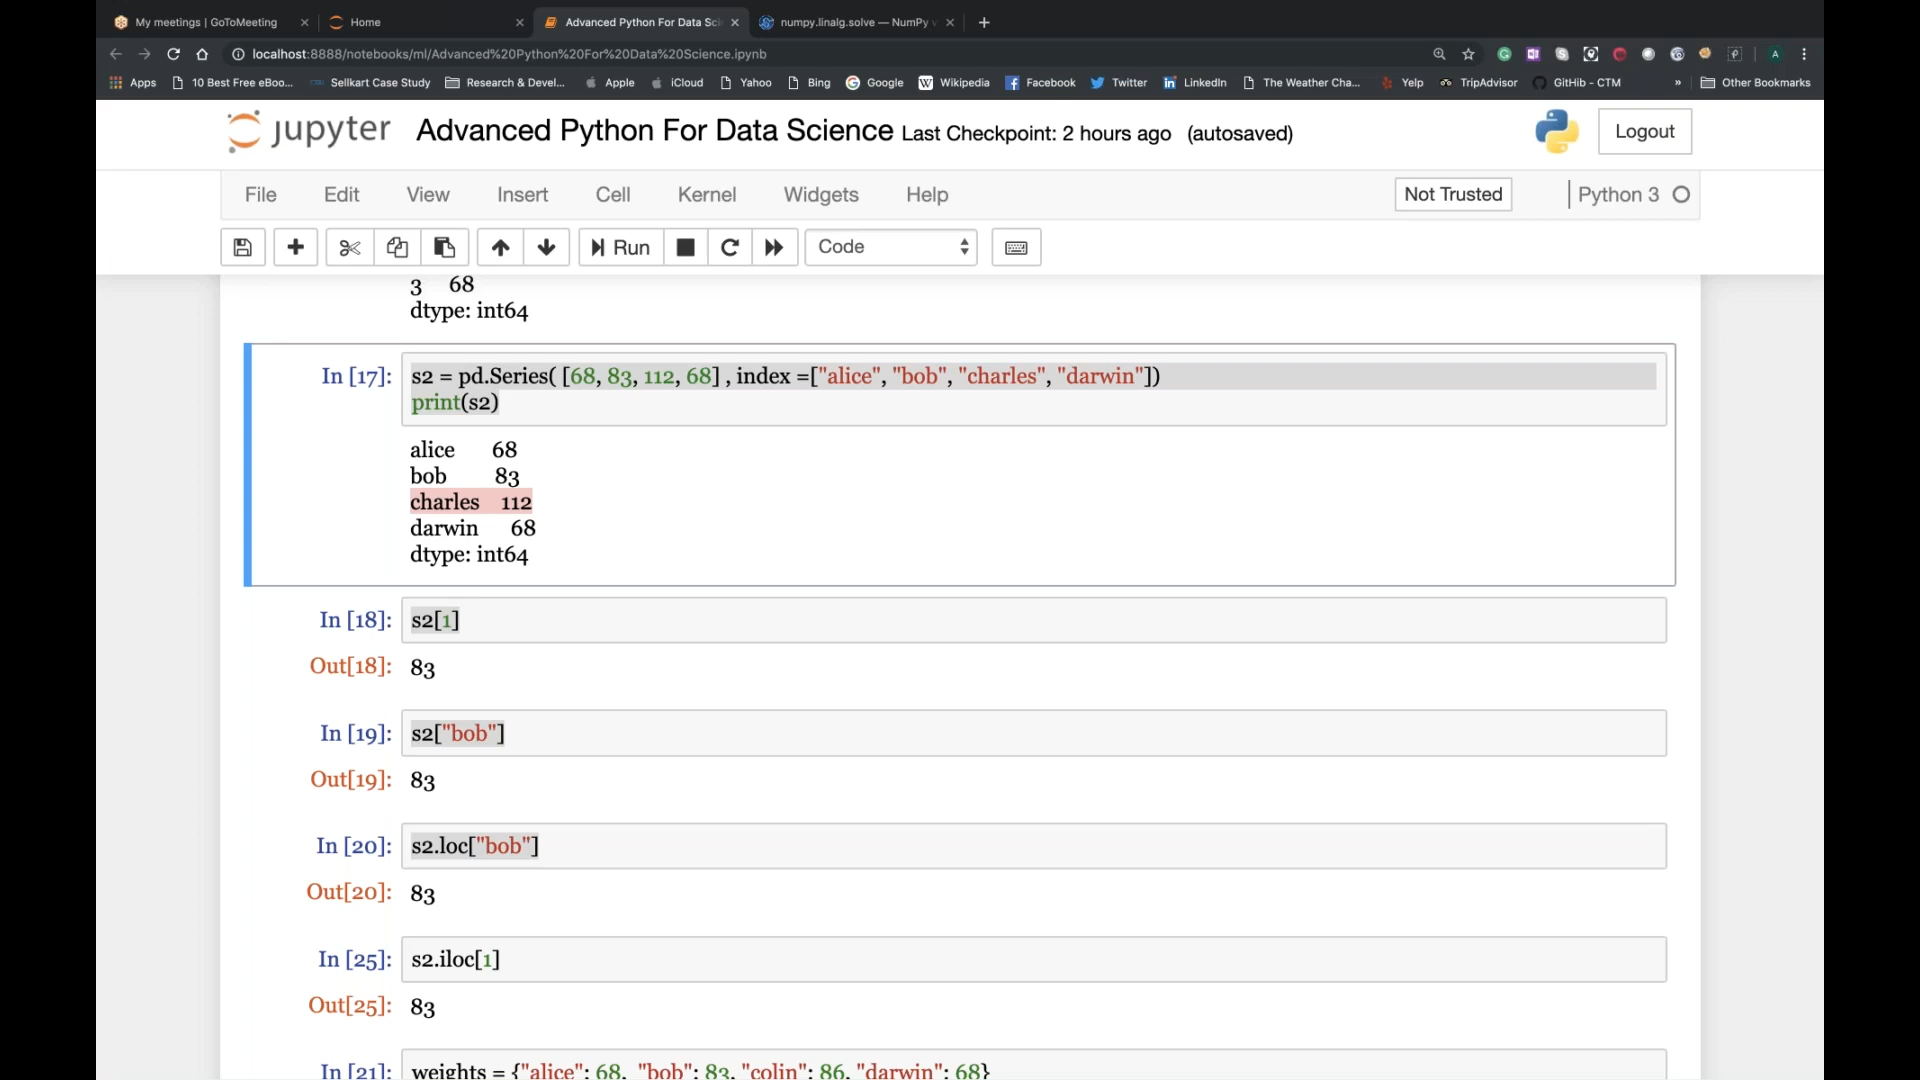 My meetings | GoToMeeting
Home
Advanced Python For Data Sci
numpy.linalg.solve — NumPy v
localhost:8888/notebooks/ml/Advanced%20Python%20For%20Data%20Science.ipynb
Apps
10 Best Free eBoo...
Sellkart Case Study
Research & Devel...
Apple
iCloud
Yahoo
Bing
Google
Wikipedia
Facebook
Twitter
LinkedIn
The Weather Cha...
Yelp
TripAdvisor
GitHib - CTM
»
Other Bookmarks
jupyter Advanced Python For Data Science Last Checkpoint: 2 hours ago (autosaved)
Logout
File Edit View Insert Cell Kernel Widgets Help
Not Trusted
Python 3
Run
Code
3 68
dtype: int64
In [17]: s2 = pd.Series( [68, 83, 112, 68] , index =["alice", "bob", "charles", "darwin"])
print(s2)
alice 68
bob 83
charles 112
darwin 68
dtype: int64
In [18]: s2[1]
Out[18]: 83
In [19]: s2["bob"]
Out[19]: 83
In [20]: s2.loc["bob"]
Out[20]: 83
In [25]: s2.iloc[1]
Out[25]: 83
In [21]: weights = {"alice": 68, "bob": 83, "colin": 86, "darwin": 68}